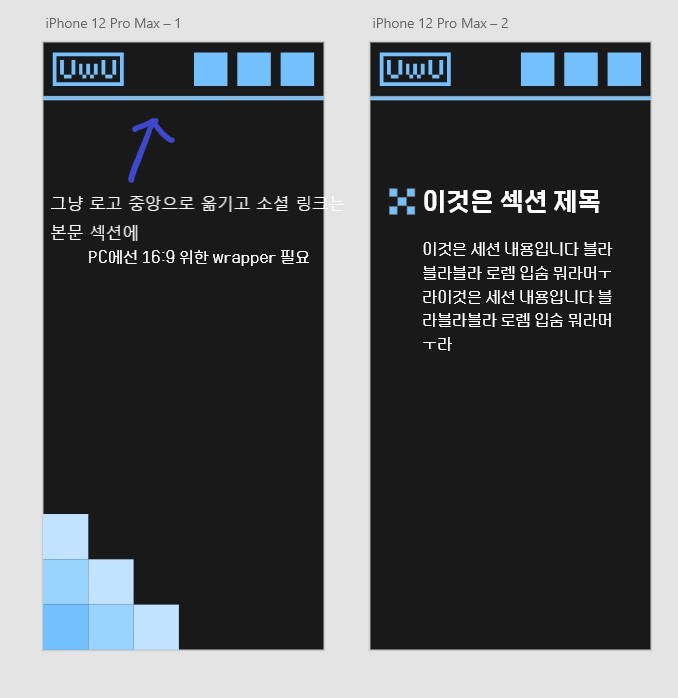 iPhone 12 Pro Max – 1
UwU
그냥 로고 중앙으로 옮기고 소셜 링크는
본문 섹션에
PC에선 16:9 위한 wrapper 필요
iPhone 12 Pro Max – 2
UwU
이것은 섹션 제목
이것은 세션 내용입니다 블라
블라블라 로렘 입숨 뭐라머ㅜ
라이것은 세션 내용입니다 블
라블라블라 로렘 입숨 뭐라머
ㅜ라